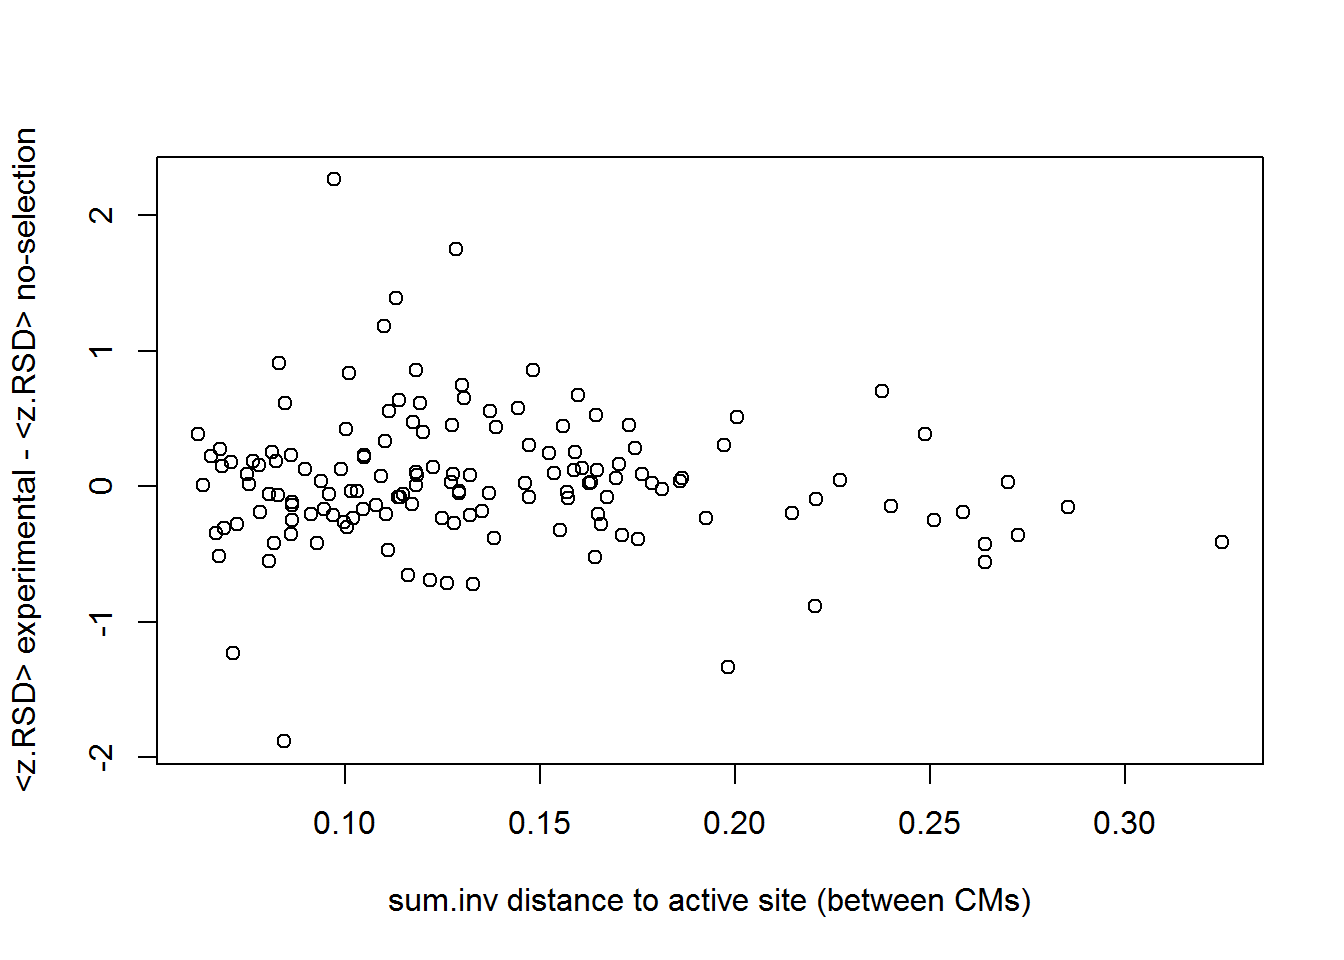 <z.RSD> experimental - <z.RSD> no-selection
2
1
0
-1
-2
0.10 0.15 0.20 0.25 0.30
sum.inv distance to active site (between CMs)